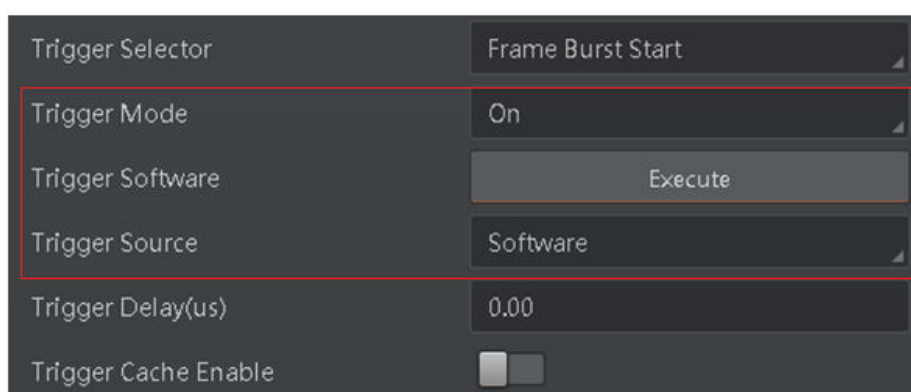 Trigger Selector Frame Burst Start
Trigger Mode On
Trigger Software Execute
Trigger Source Software
Trigger Delay(us) 0.00
Trigger Cache Enable